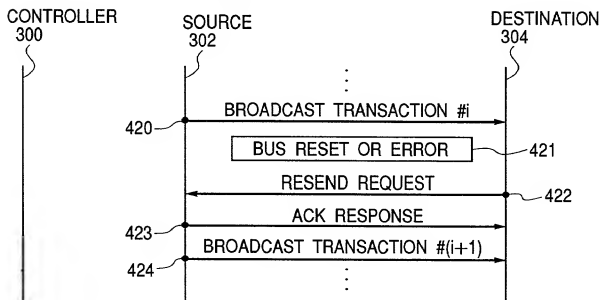 CONTROLLER
300
SOURCE
302
DESTINATION
304
BROADCAST TRANSACTION #i
420
BUS RESET OR ERROR
421
RESEND REQUEST
422
ACK RESPONSE
423
BROADCAST TRANSACTION #(i+1)
424